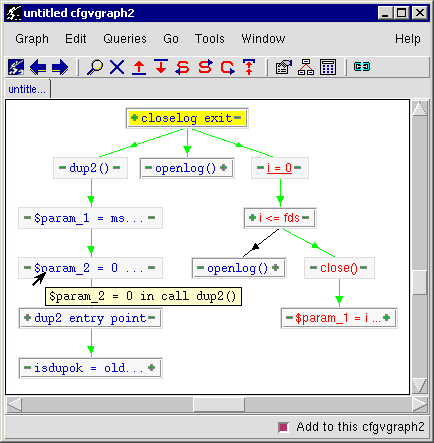 untitled cfgvgraph2
Graph Edit Queries Go Tools Window Help
untitle...
closelog exit
dup2() openlog() i = 0
$param_1 = ms... i <= fds
$param_2 = 0 ... openlog() close()
$param_2 = 0 in call dup2()
dup2 entry point $param_1 = i ...
isdupok = old...
Add to this cfgvgraph2